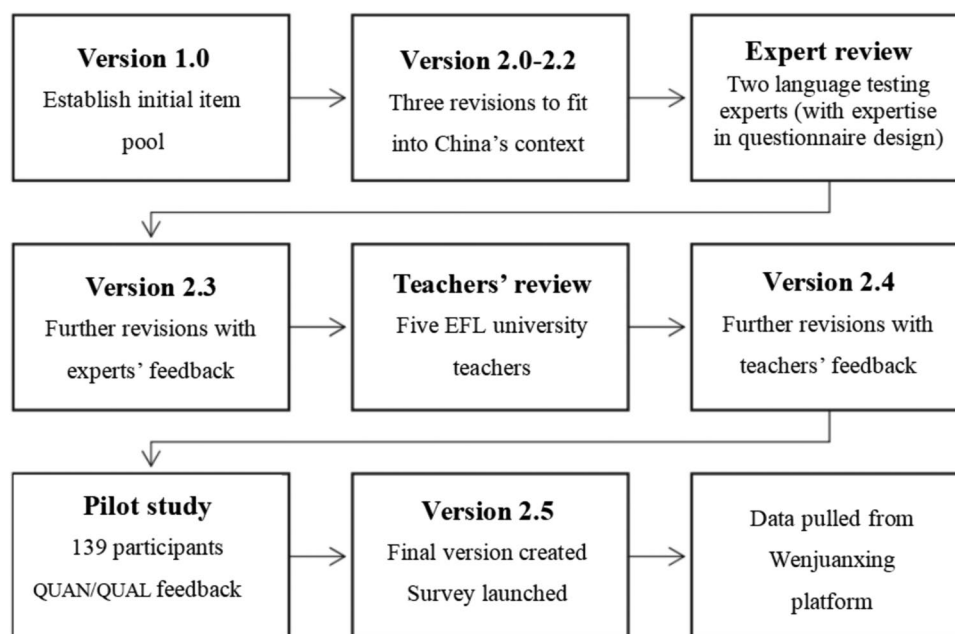 Version 1.0
Establish initial item
pool
Version 2.0-2.2
Three revisions to fit
into China's context
Expert review
Two language testing
experts (with expertise
in questionnaire design)
Version 2.3
Further revisions with
experts' feedback
Teachers' review
Five EFL university
teachers
Version 2.4
Further revisions with
teachers' feedback
Pilot study
139 participants
QUAN/QUAL feedback
Version 2.5
Final version created
Survey launched
Data pulled from
Wenjuanxing
platform